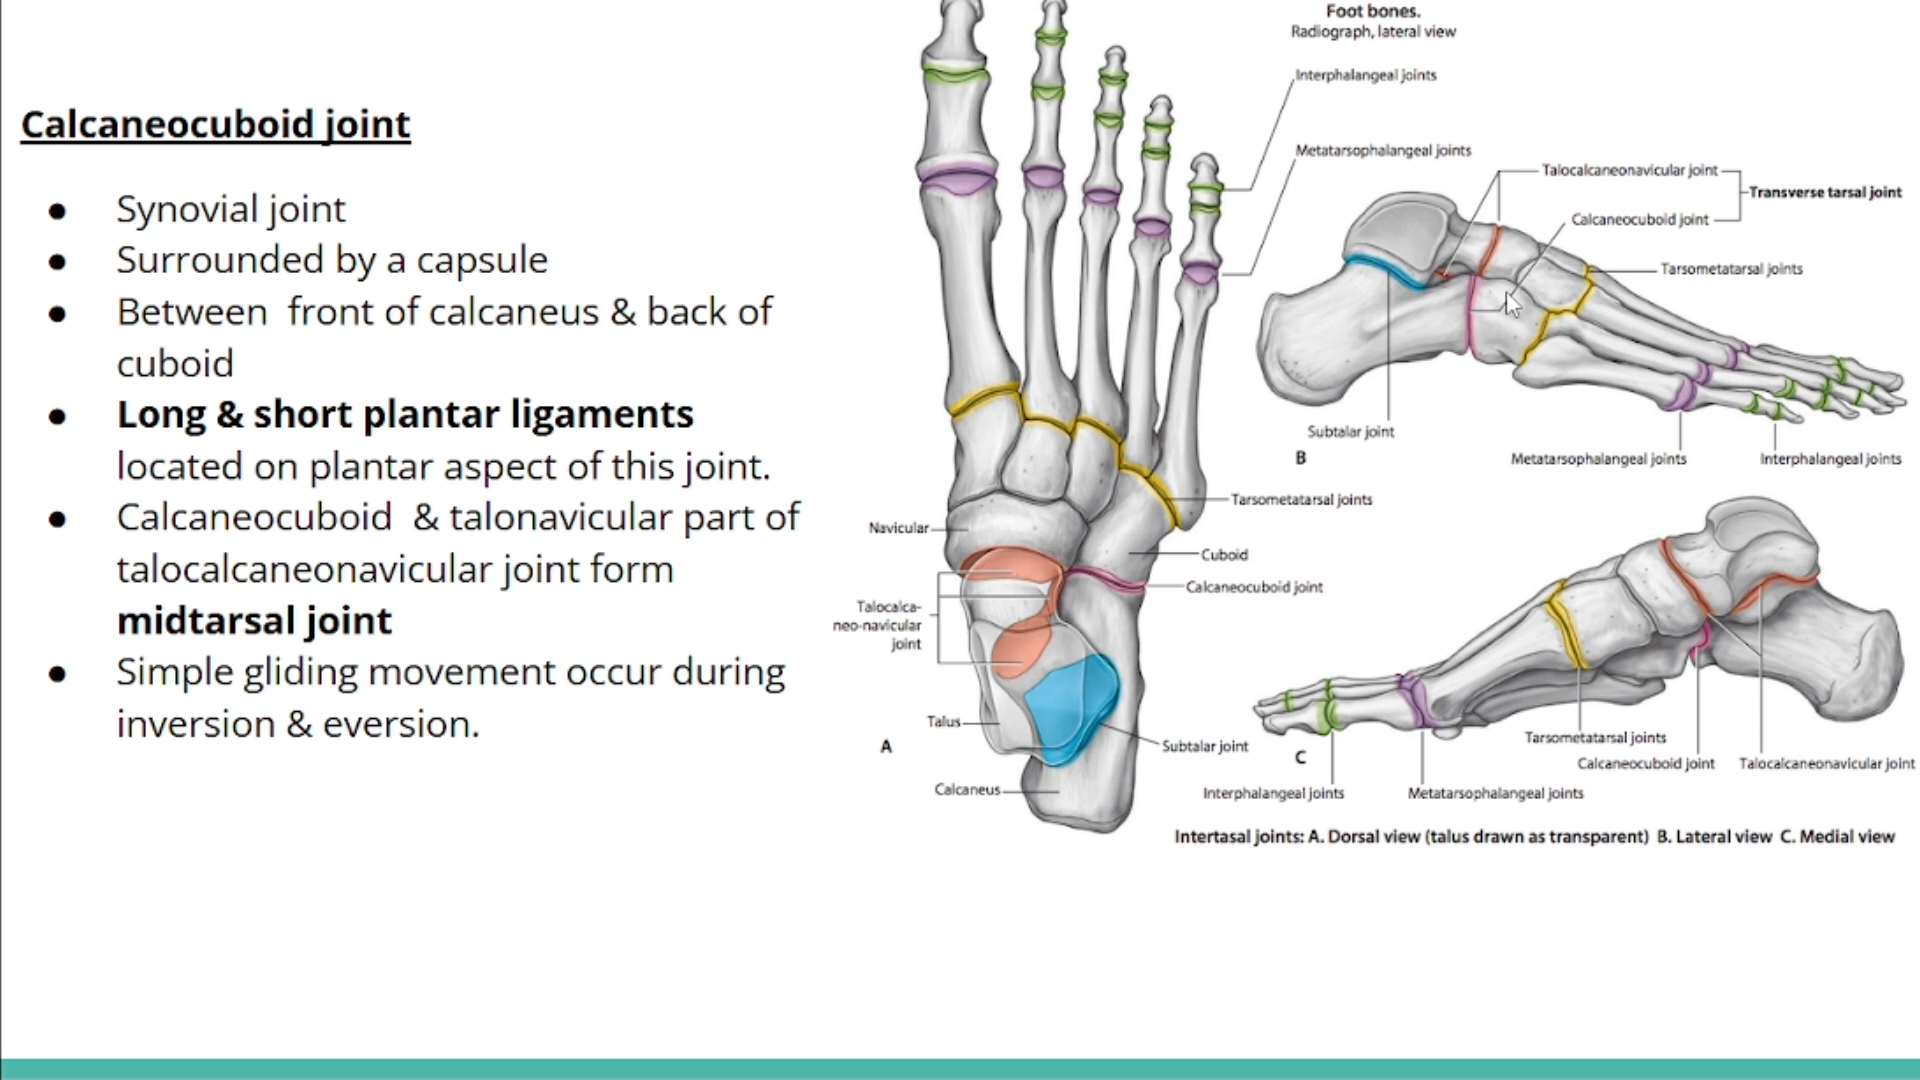 Calcaneocuboid joint
● Synovial joint
● Surrounded by a capsule
● Between front of calcaneus & back of
cuboid
● Long & short plantar ligaments
located on plantar aspect of this joint.
● Calcaneocuboid & talonavicular part of
talocalcaneonavicular joint form
midtarsal joint
● Simple gliding movement occur during
inversion & eversion.
Foot bones.
Radiograph, lateral view
Interphalangeal joints
Metatarsophalangeal joints
Tarsometatarsal joints
Navicular
Cuboid
Calcaneocuboid joint
Talocalca-
neo-navicular
joint
Talus
Subtalar joint
Calcaneus
A
Talocalcaneonavicular joint
Transverse tarsal joint
Calcaneocuboid joint
Tarsometatarsal joints
Subtalar joint
B
Metatarsophalangeal joints
Interphalangeal joints
Tarsometatarsal joints
C
Calcaneocuboid joint
Talocalcaneonavicular joint
Interphalangeal joints
Metatarsophalangeal joints
Intertasal joints: A. Dorsal view (talus drawn as transparent) B. Lateral view C. Medial view